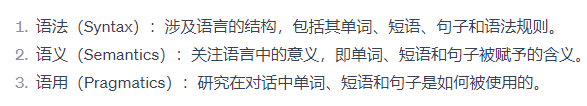 1. 语法（Syntax）：涉及语言的结构，包括其单词、短语、句子和语法规则。
2. 语义（Semantics）：关注语言中的意义，即单词、短语和句子被赋予的含义。
3. 语用（Pragmatics）：研究在对话中单词、短语和句子是如何被使用的。